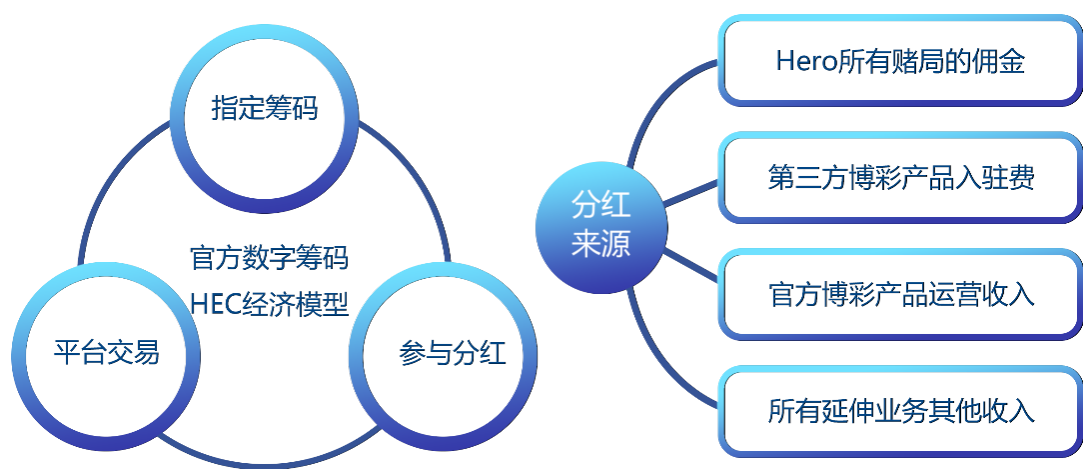 指定筹码
官方数字筹码
HEC经济模型
平台交易
参与分红
分红
来源
Hero所有赌局的佣金
第三方博彩产品入驻费
官方博彩产品运营收入
所有延伸业务其他收入